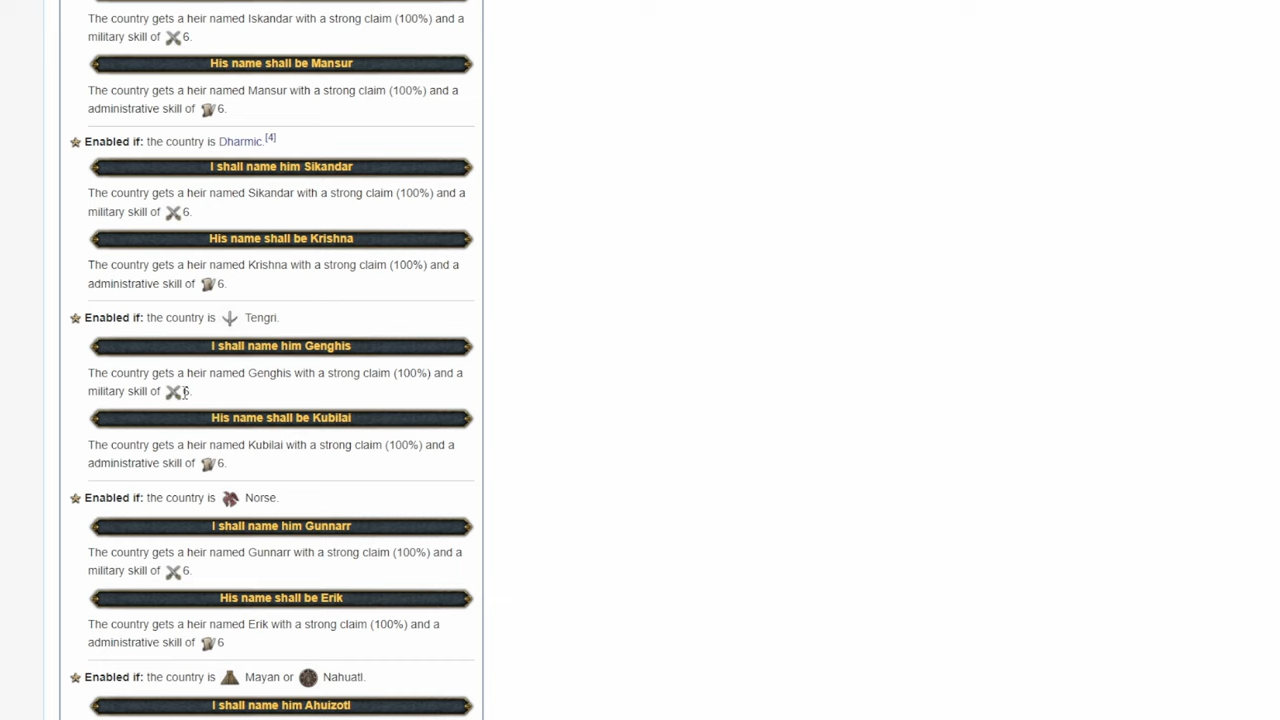 The country gets a heir named Iskandar with a strong claim (100%) and a
military skill of 6.
His name shall be Mansur
The country gets a heir named Mansur with a strong claim (100%) and a
administrative skill of 6.
Enabled if: the country is Dharmic.[4]
I shall name him Sikandar
The country gets a heir named Sikandar with a strong claim (100%) and a
military skill of 6.
His name shall be Krishna
The country gets a heir named Krishna with a strong claim (100%) and a
administrative skill of 6.
Enabled if: the country is Tengri.
I shall name him Genghis
The country gets a heir named Genghis with a strong claim (100%) and a
military skill of 6.
His name shall be Kubilai
The country gets a heir named Kubilai with a strong claim (100%) and a
administrative skill of 6.
Enabled if: the country is Norse.
I shall name him Gunnarr
The country gets a heir named Gunnarr with a strong claim (100%) and a
military skill of 6.
His name shall be Erik
The country gets a heir named Erik with a strong claim (100%) and a
administrative skill of 6
Enabled if: the country is Mayan or Nahuatl.
I shall name him Ahuizotl